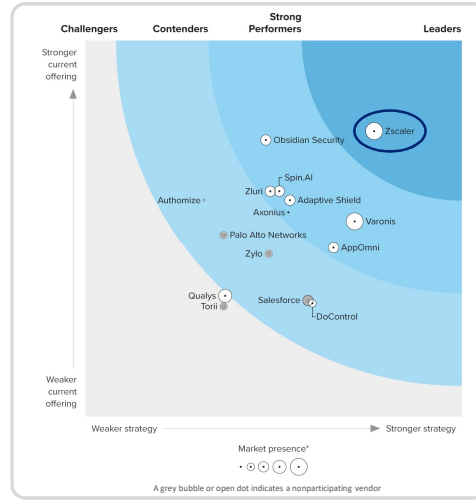 Challengers
Contenders
Strong
Performers
Leaders
Stronger
current
offering
Zscaler
Obsidian Security
Spin.AI
Zluri
Adaptive Shield
Authomize
Axonius
Varonis
Palo Alto Networks
AppOmni
Zylo
Qualys
Salesforce
Torii
DoControl
Weaker
current
offering
Weaker strategy
Stronger strategy
Market presence*
A grey bubble or open dot indicates a nonparticipating vendor